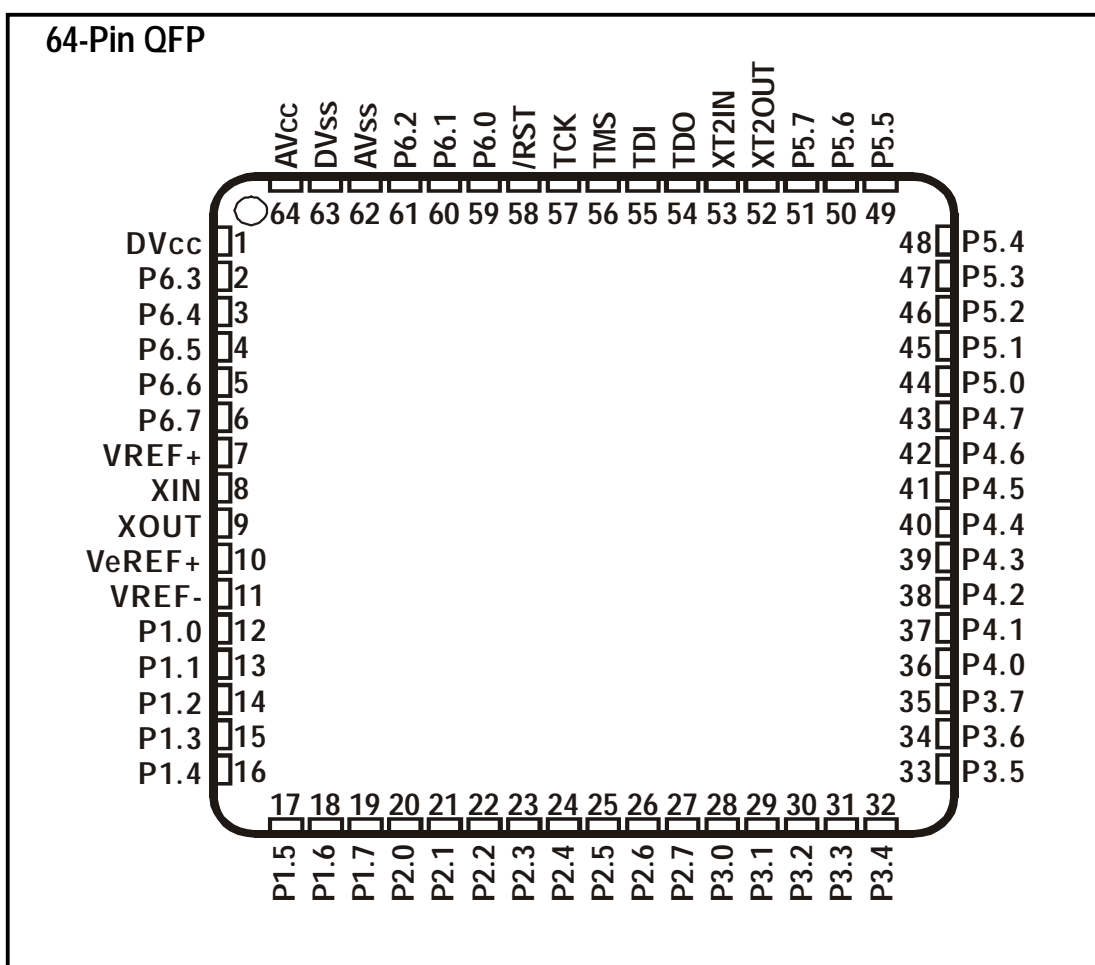 64-Pin QFP
AVcc DVss AVss P6.2 P6.1 P6.0 /RST TCK TMS TDI TDO XT2IN XT2OUT P5.7 P5.6 P5.5
64 63 62 61 60 59 58 57 56 55 54 53 52 51 50 49
DVcc 1 48 P5.4
P6.3 2 47 P5.3
P6.4 3 46 P5.2
P6.5 4 45 P5.1
P6.6 5 44 P5.0
P6.7 6 43 P4.7
VREF+ 7 42 P4.6
XIN 8 41 P4.5
XOUT 9 40 P4.4
VeREF+ 10 39 P4.3
VREF- 11 38 P4.2
P1.0 12 37 P4.1
P1.1 13 36 P4.0
P1.2 14 35 P3.7
P1.3 15 34 P3.6
P1.4 16 33 P3.5
17 18 19 20 21 22 23 24 25 26 27 28 29 30 31 32
P1.5 P1.6 P1.7 P2.0 P2.1 P2.2 P2.3 P2.4 P2.5 P2.6 P2.7 P3.0 P3.1 P3.2 P3.3 P3.4